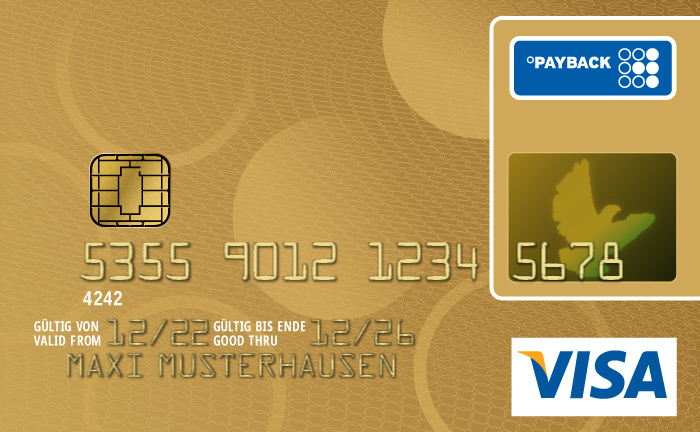 °PAYBACK
5355 9012 1234 5678
4242
GÜLTIG VON VALID FROM 12/22 GÜLTIG BIS ENDE GOOD THRU 12/26
MAXI MUSTERHAUSEN
VISA